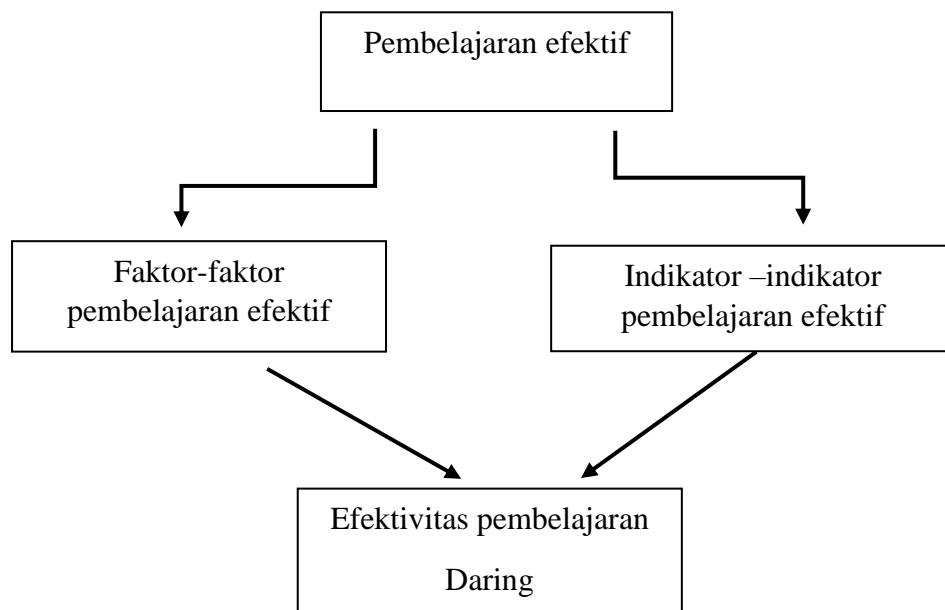 Pembelajaran efektif
Faktor-faktor
pembelajaran efektif
Indikator –indikator
pembelajaran efektif
Efektivitas pembelajaran
Daring